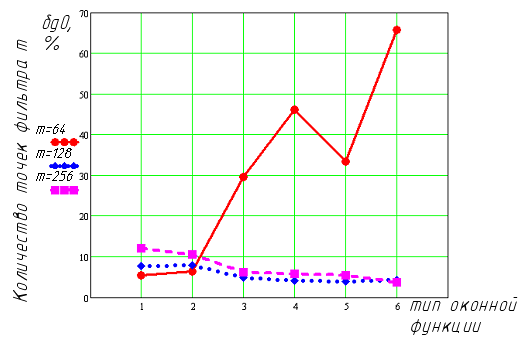 δg0,
%
Количество точек фильтра m
m=64
m=128
m=256
70
60
50
40
30
20
10
0
1 2 3 4 5 6
тип оконной
функции